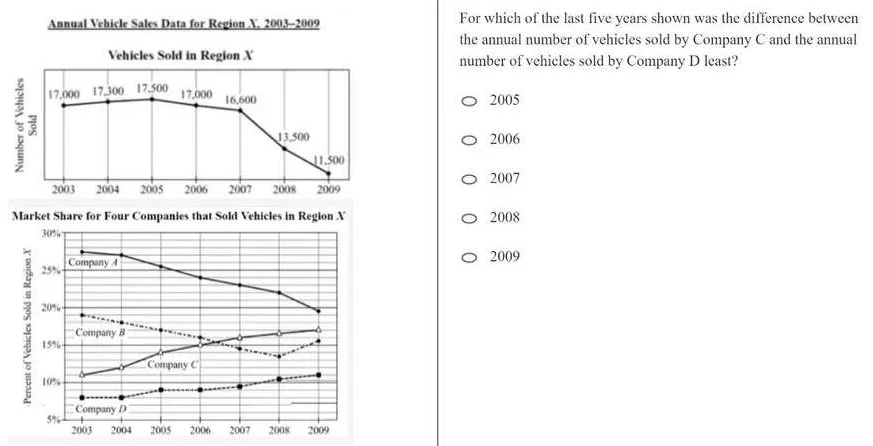 Annual Vehicle Sales Data for Region X, 2003–2009
Vehicles Sold in Region X
Number of Vehicles
Sold
17,000 17,300 17,500 17,000 16,600 13,500 11,500
2003 2004 2005 2006 2007 2008 2009
Market Share for Four Companies that Sold Vehicles in Region X
Percent of Vehicles Sold in Region X
30%
25%
20%
15%
10%
5%
Company A
Company B
Company C
Company D
2003 2004 2005 2006 2007 2008 2009
For which of the last five years shown was the difference between
the annual number of vehicles sold by Company C and the annual
number of vehicles sold by Company D least?
2005
2006
2007
2008
2009